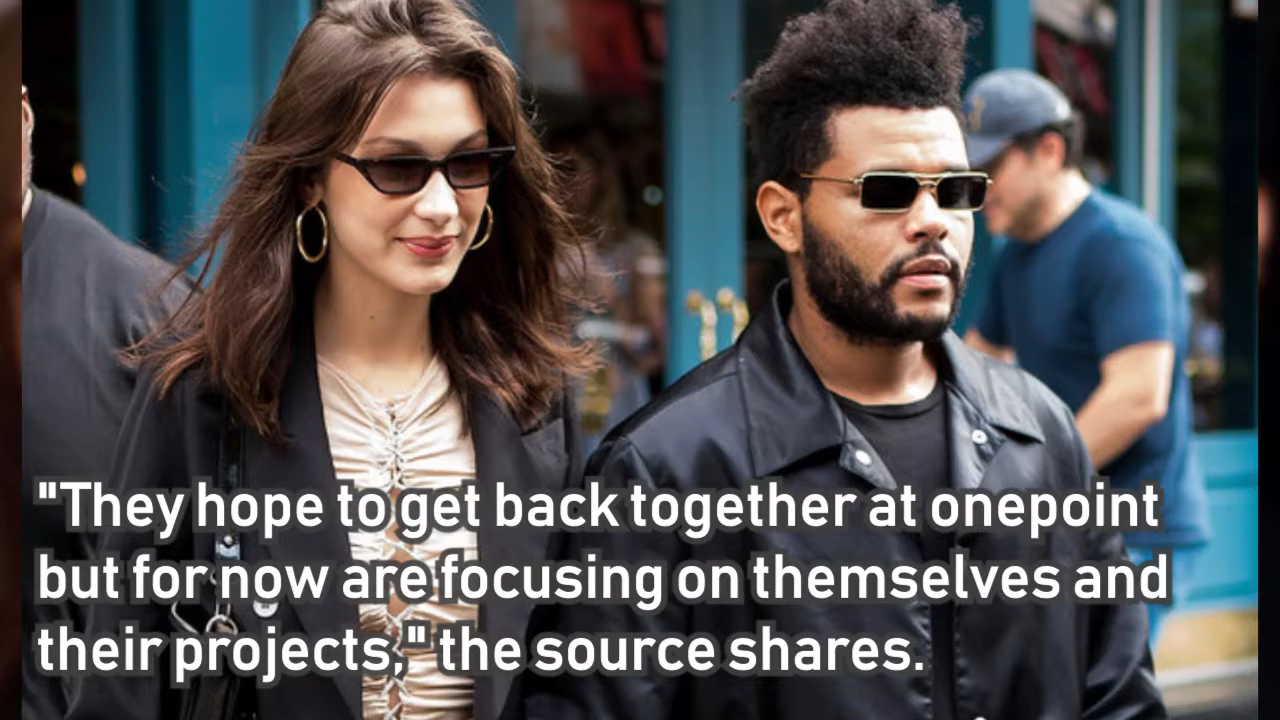 "They hope to get back together at onepoint
but for now are focusing on themselves and
their projects," the source shares.